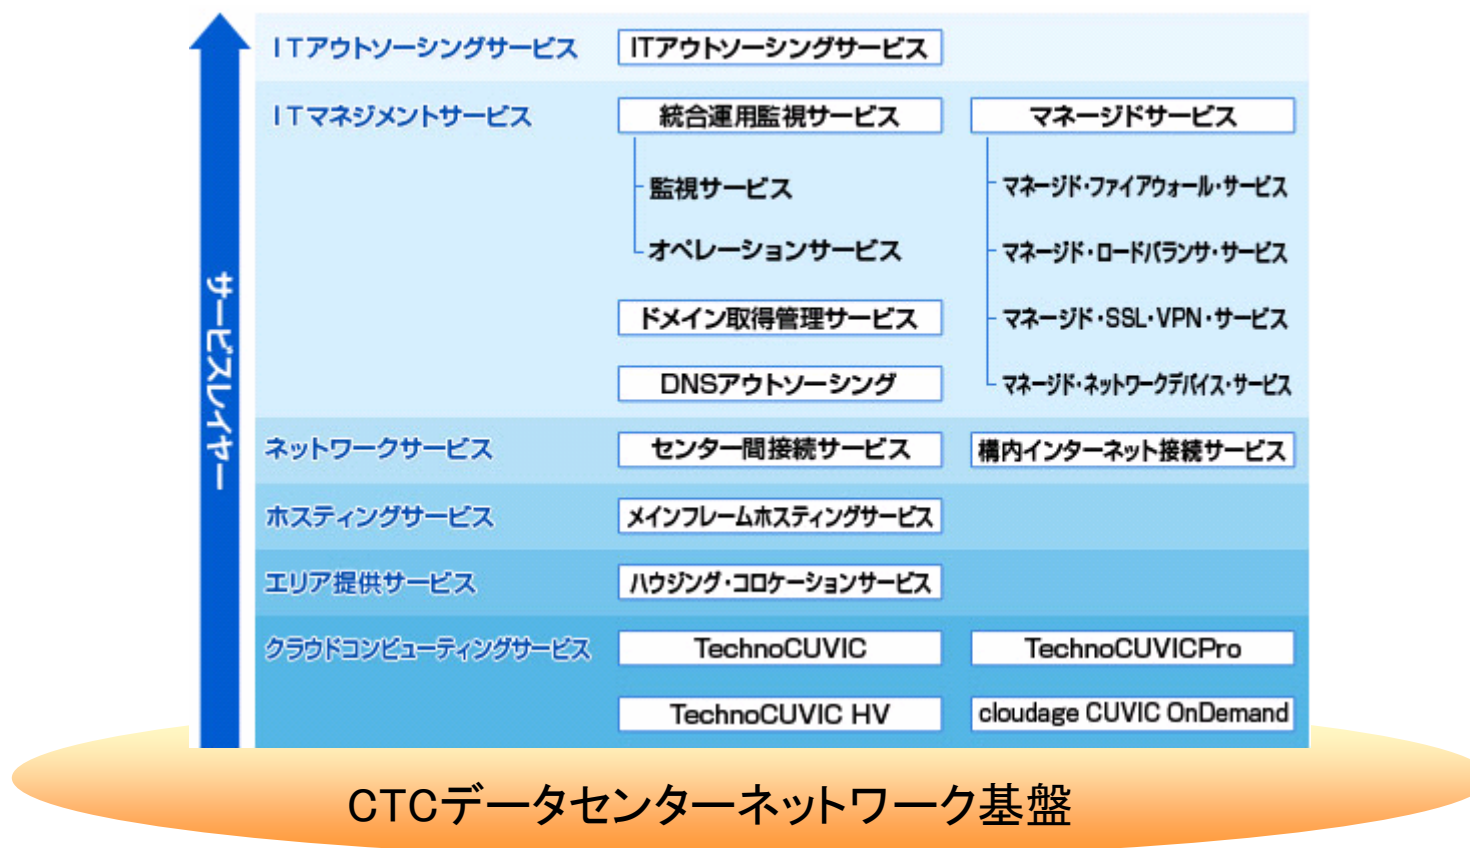 サービスレイヤー
ITアウトソーシングサービス
ITアウトソーシングサービス
ITマネジメントサービス
統合運用監視サービス
監視サービス
オペレーションサービス
ドメイン取得管理サービス
DNSアウトソーシング
マネージドサービス
マネージド・ファイアウォール・サービス
マネージド・ロードバランサ・サービス
マネージド・SSL・VPN・サービス
マネージド・ネットワークデバイス・サービス
ネットワークサービス
センター間接続サービス
構内インターネット接続サービス
ホスティングサービス
メインフレームホスティングサービス
エリア提供サービス
ハウジング・コロケーションサービス
クラウドコンピューティングサービス
TechnoCUVIC
TechnoCUVICPro
TechnoCUVIC HV
cloudage CUVIC OnDemand
CTCデータセンターネットワーク基盤